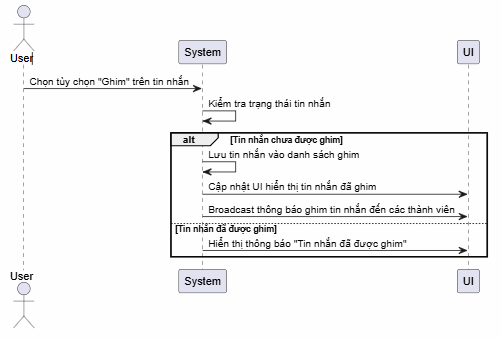 User
System
UI
Chọn tùy chọn "Ghim" trên tin nhắn
Kiểm tra trạng thái tin nhắn
alt
[Tin nhắn chưa được ghim]
Lưu tin nhắn vào danh sách ghim
Cập nhật UI hiển thị tin nhắn đã ghim
Broadcast thông báo ghim tin nhắn đến các thành viên
[Tin nhắn đã được ghim]
Hiển thị thông báo "Tin nhắn đã được ghim"
User
System
UI